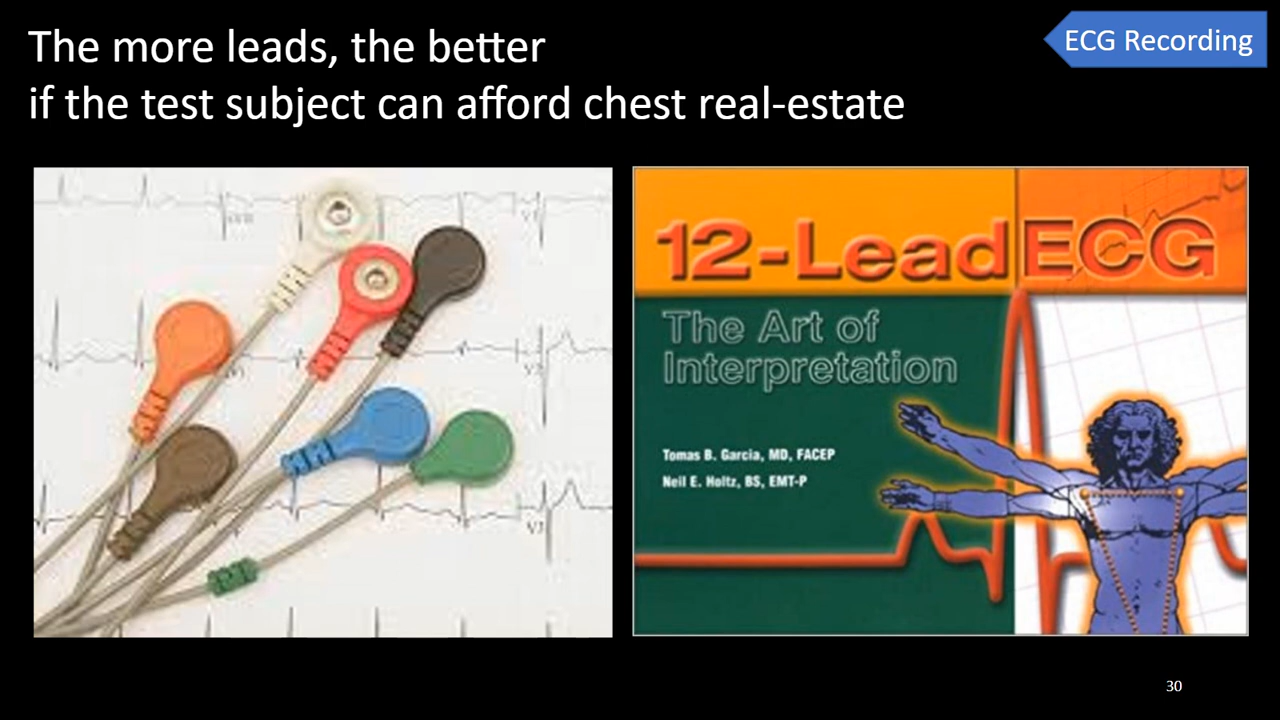 The more leads, the better
if the test subject can afford chest real-estate
ECG Recording
V1
12-Lead ECG
The Art of
Interpretation
Tomas B. Garcia, MD, FACEP
Neil E. Holtz, BS, EMT-P
30